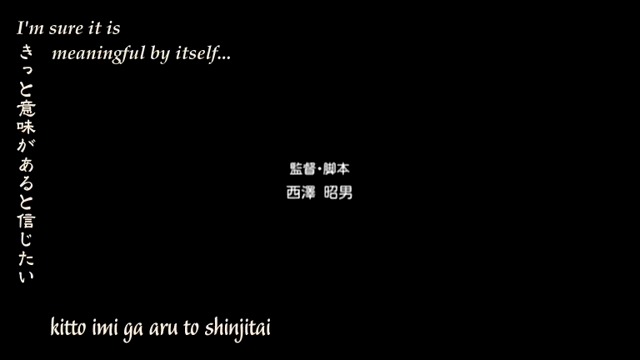 I'm sure it is
meaningful by itself...
きっと意味があると信じたい
監督・脚本
西澤 昭男
kitto imi ga aru to shinjitai